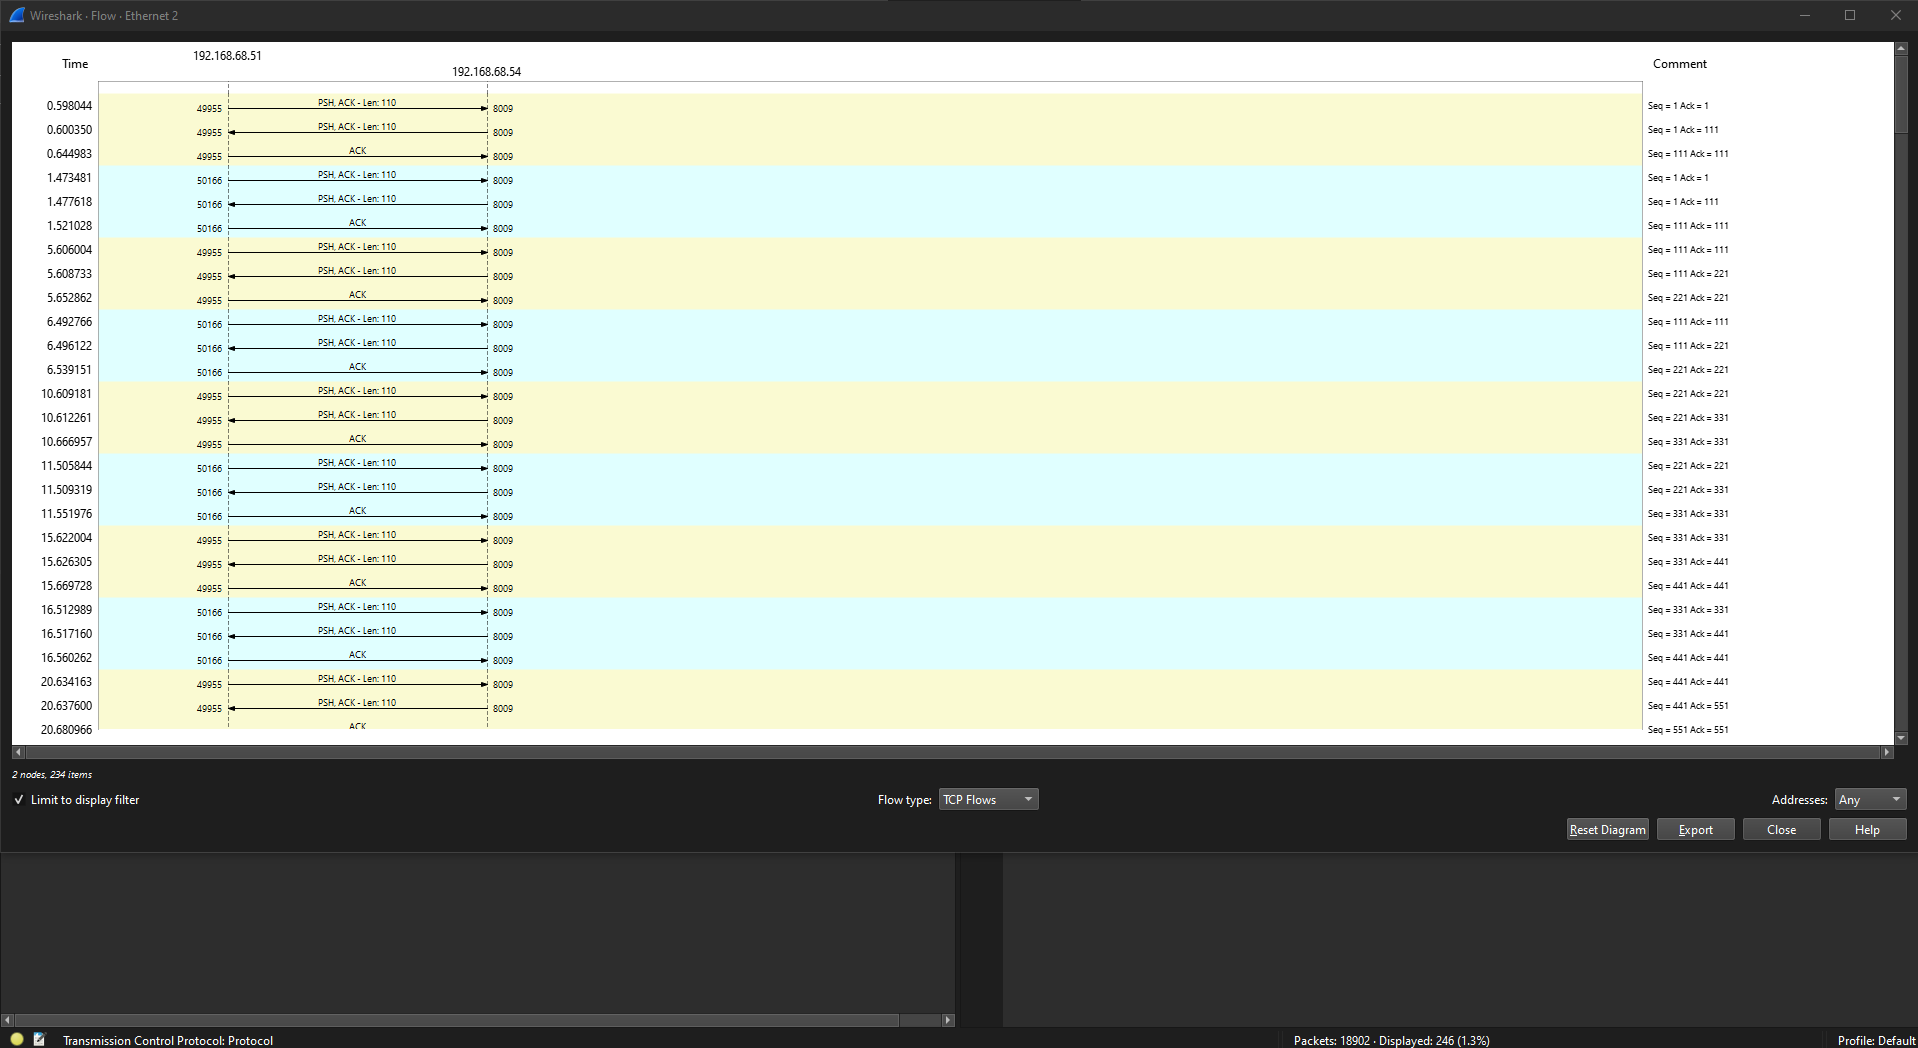 Wireshark · Flow · Ethernet 2
Time 192.168.68.51 192.168.68.54 Comment
0.598044 49955 PSH, ACK - Len: 110 8009 Seq = 1 Ack = 1
0.600350 49955 PSH, ACK - Len: 110 8009 Seq = 1 Ack = 111
0.644983 49955 ACK 8009 Seq = 111 Ack = 111
1.473481 50166 PSH, ACK - Len: 110 8009 Seq = 1 Ack = 1
1.477618 50166 PSH, ACK - Len: 110 8009 Seq = 1 Ack = 111
1.521028 50166 ACK 8009 Seq = 111 Ack = 111
5.606004 49955 PSH, ACK - Len: 110 8009 Seq = 111 Ack = 111
5.608733 49955 PSH, ACK - Len: 110 8009 Seq = 111 Ack = 221
5.652862 49955 ACK 8009 Seq = 221 Ack = 221
6.492766 50166 PSH, ACK - Len: 110 8009 Seq = 111 Ack = 111
6.496122 50166 PSH, ACK - Len: 110 8009 Seq = 111 Ack = 221
6.539151 50166 ACK 8009 Seq = 221 Ack = 221
10.609181 49955 PSH, ACK - Len: 110 8009 Seq = 221 Ack = 221
10.612261 49955 PSH, ACK - Len: 110 8009 Seq = 221 Ack = 331
10.666957 49955 ACK 8009 Seq = 331 Ack = 331
11.505844 50166 PSH, ACK - Len: 110 8009 Seq = 221 Ack = 221
11.509319 50166 PSH, ACK - Len: 110 8009 Seq = 221 Ack = 331
11.551976 50166 ACK 8009 Seq = 331 Ack = 331
15.622004 49955 PSH, ACK - Len: 110 8009 Seq = 331 Ack = 331
15.626305 49955 PSH, ACK - Len: 110 8009 Seq = 331 Ack = 441
15.669728 49955 ACK 8009 Seq = 441 Ack = 441
16.512989 50166 PSH, ACK - Len: 110 8009 Seq = 331 Ack = 331
16.517160 50166 PSH, ACK - Len: 110 8009 Seq = 331 Ack = 441
16.560262 50166 ACK 8009 Seq = 441 Ack = 441
20.634163 49955 PSH, ACK - Len: 110 8009 Seq = 441 Ack = 441
20.637600 49955 PSH, ACK - Len: 110 8009 Seq = 441 Ack = 551
20.680966 ACK Seq = 551 Ack = 551
2 nodes, 234 items
Limit to display filter Flow type: TCP Flows Addresses: Any
Reset Diagram Export Close Help
Transmission Control Protocol: Protocol Packets: 18902 · Displayed: 246 (1.3%) Profile: Default